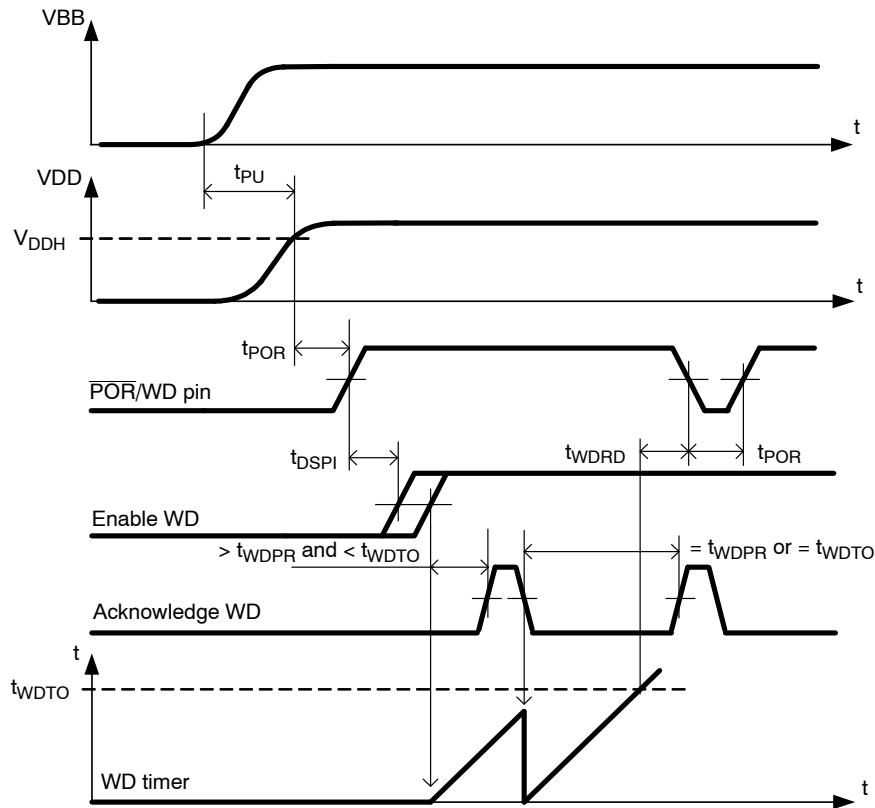 VBB
t
tPU
VDD
VDDH
t
tPOR
POR/WD pin
tDSPI
tWDRD
tPOR
Enable WD
> tWDPR and < tWDTO
= tWDPR or = tWDTO
Acknowledge WD
t
tWDTO
WD timer
t